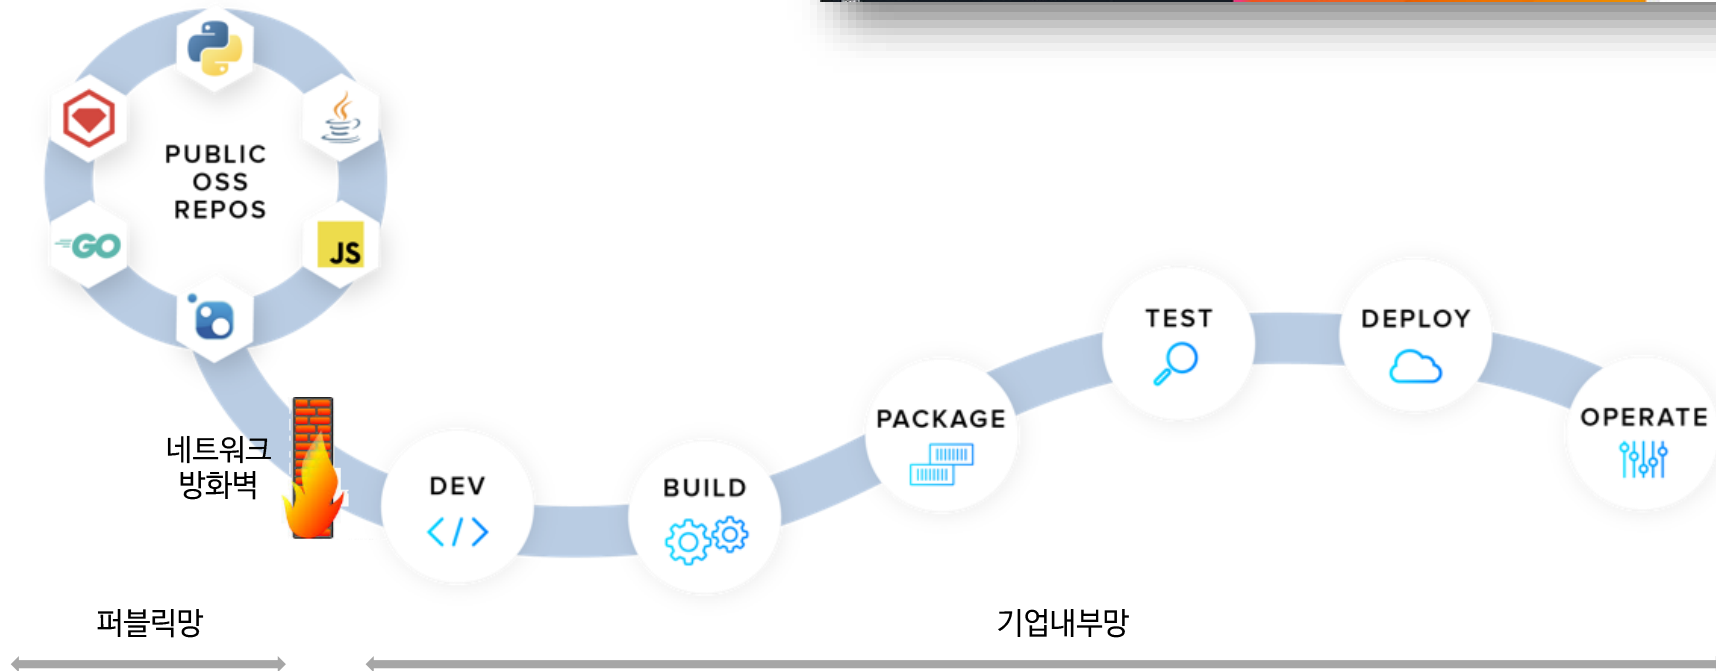 PUBLIC
OSS
REPOS
GO
JS
네트워크
방화벽
DEV
</>
BUILD
PACKAGE
TEST
DEPLOY
OPERATE
퍼블릭망
기업내부망